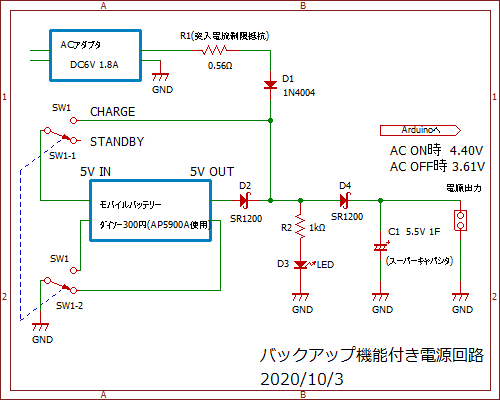 A
B
ACアダプタ
DC6V 1.8A
R1(突入電流制限抵抗)
0.56Ω
GND
D1
1N4004
1
1
SW1
CHARGE
STANDBY
SW1-1
Arduinoへ
AC ON時 4.40V
AC OFF時 3.61V
5V IN
5V OUT
モバイルバッテリー
ダイソー300円(AP5900A使用)
D2
SR1200
D4
SR1200
電源出力
R2
1kΩ
C1 5.5V 1F
(スーパーキャパシタ)
D3
LED
SW1
SW1-2
GND
GND
GND
GND
2
2
バックアップ機能付き電源回路
2020/10/3
A
B